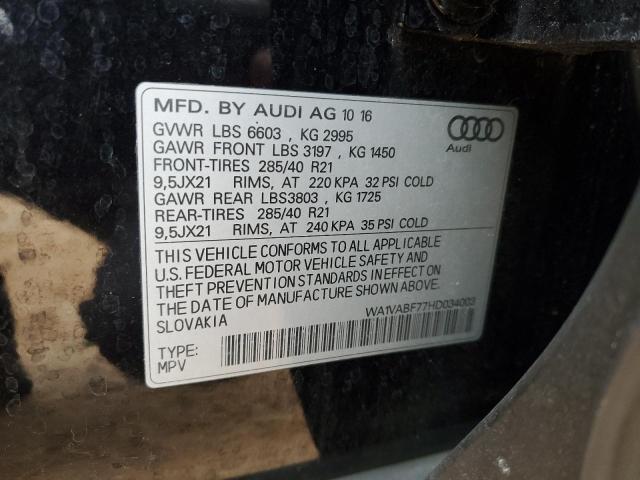 MFD. BY AUDI AG 10 16
GVWR LBS 6603 , KG 2995
GAWR FRONT LBS 3197 , KG 1450
FRONT-TIRES 285/40 R21
9,5JX21 RIMS, AT 220 KPA 32 PSI COLD
GAWR REAR LBS3803 , KG 1725
REAR-TIRES 285/40 R21
9,5JX21 RIMS, AT 240 KPA 35 PSI COLD
THIS VEHICLE CONFORMS TO ALL APPLICABLE
U.S. FEDERAL MOTOR VEHICLE SAFETY AND
THEFT PREVENTION STANDARDS IN EFFECT ON
THE DATE OF MANUFACTURE SHOWN ABOVE.
SLOVAKIA
WA1VABF77HD034003
TYPE:
MPV
Audi